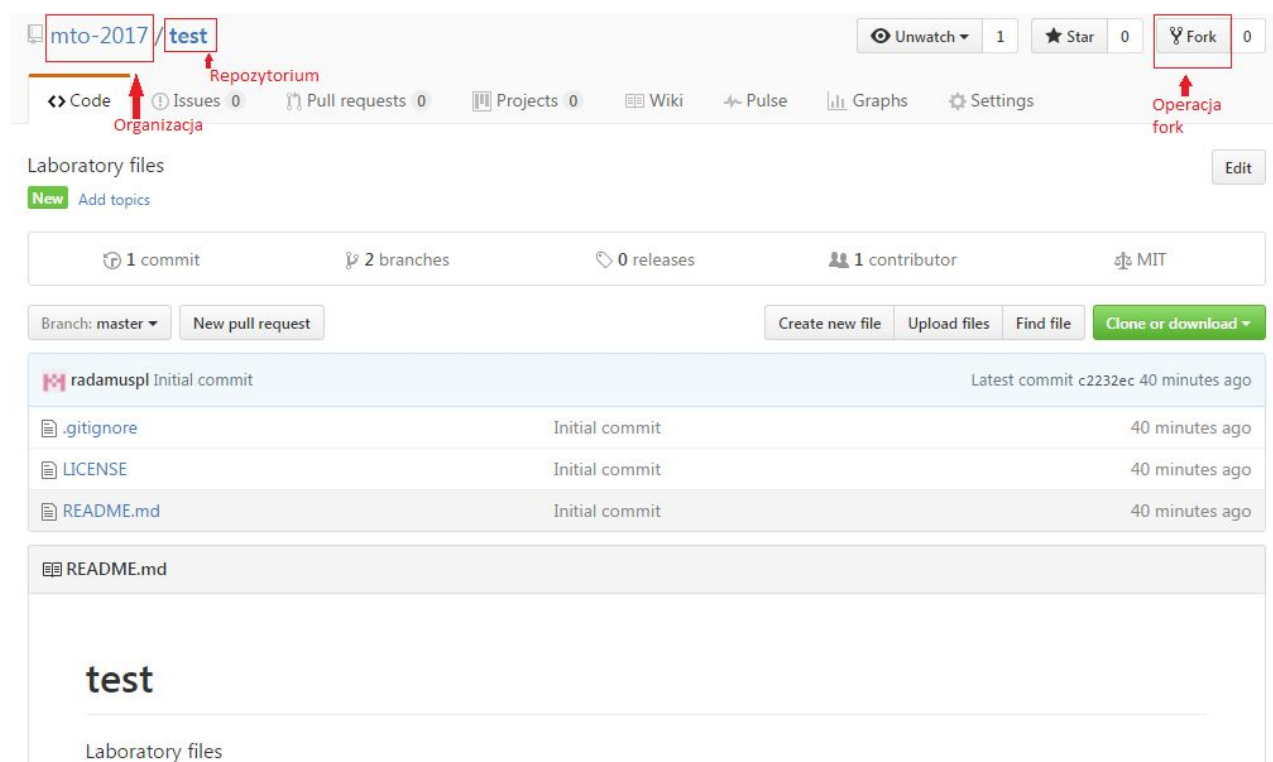 mto-2017 / test
Unwatch 1 Star 0 Fork 0
Repozytorium
Code Issues 0 Pull requests 0 Projects 0 Wiki Pulse Graphs Settings
Organizacja
Operacja
fork
Laboratory files
Edit
New Add topics
1 commit 2 branches 0 releases 1 contributor MIT
Branch: master New pull request Create new file Upload files Find file Clone or download
radamuspl Initial commit Latest commit c2232ec 40 minutes ago
.gitignore Initial commit 40 minutes ago
LICENSE Initial commit 40 minutes ago
README.md Initial commit 40 minutes ago
README.md
test
Laboratory files